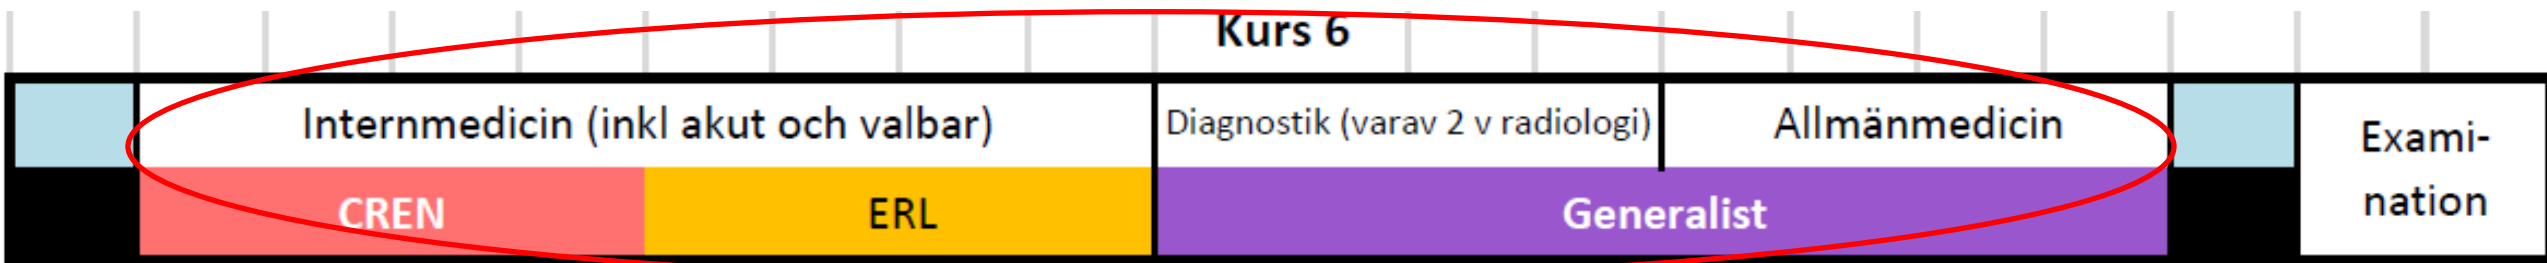 Kurs 6
Internmedicin (inkl akut och valbar)
Diagnostik (varav 2 v radiologi)
Allmänmedicin
Exami-
nation
CREN
ERL
Generalist